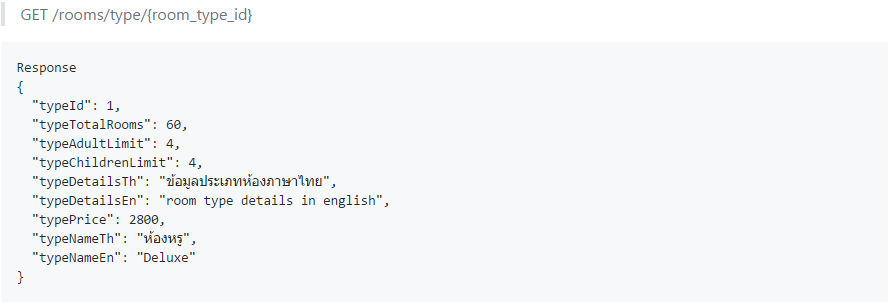 GET /rooms/type/{room_type_id}
Response
{
"typeId": 1,
"typeTotalRooms": 60,
"typeAdultLimit": 4,
"typeChildrenLimit": 4,
"typeDetailsTh": "ข้อมูลประเภทห้องภาษาไทย",
"typeDetailsEn": "room type details in english",
"typePrice": 2800,
"typeNameTh": "ห้องหรู",
"typeNameEn": "Deluxe"
}